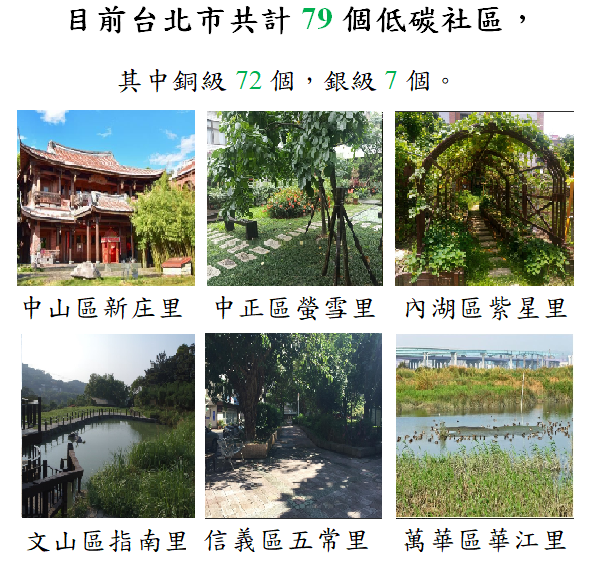 目前台北市共計 79 個低碳社區，
其中銅級 72 個，銀級 7 個。
中山區新庄里
中正區螢雪里
內湖區紫星里
文山區指南里
信義區五常里
萬華區華江里